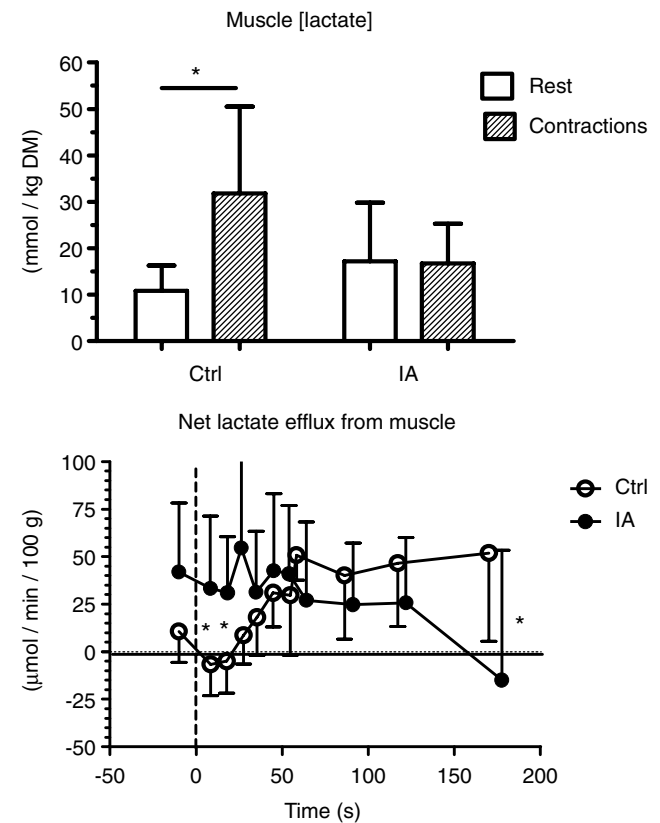 Muscle [lactate]
60
50
40
30
20
10
0
(mmol / kg DM)
*
Rest
Contractions
Ctrl
IA
Net lactate efflux from muscle
100
75
50
25
0
-25
-50
(μmol / min / 100 g)
* *
*
Ctrl
IA
-50 0 50 100 150 200
Time (s)